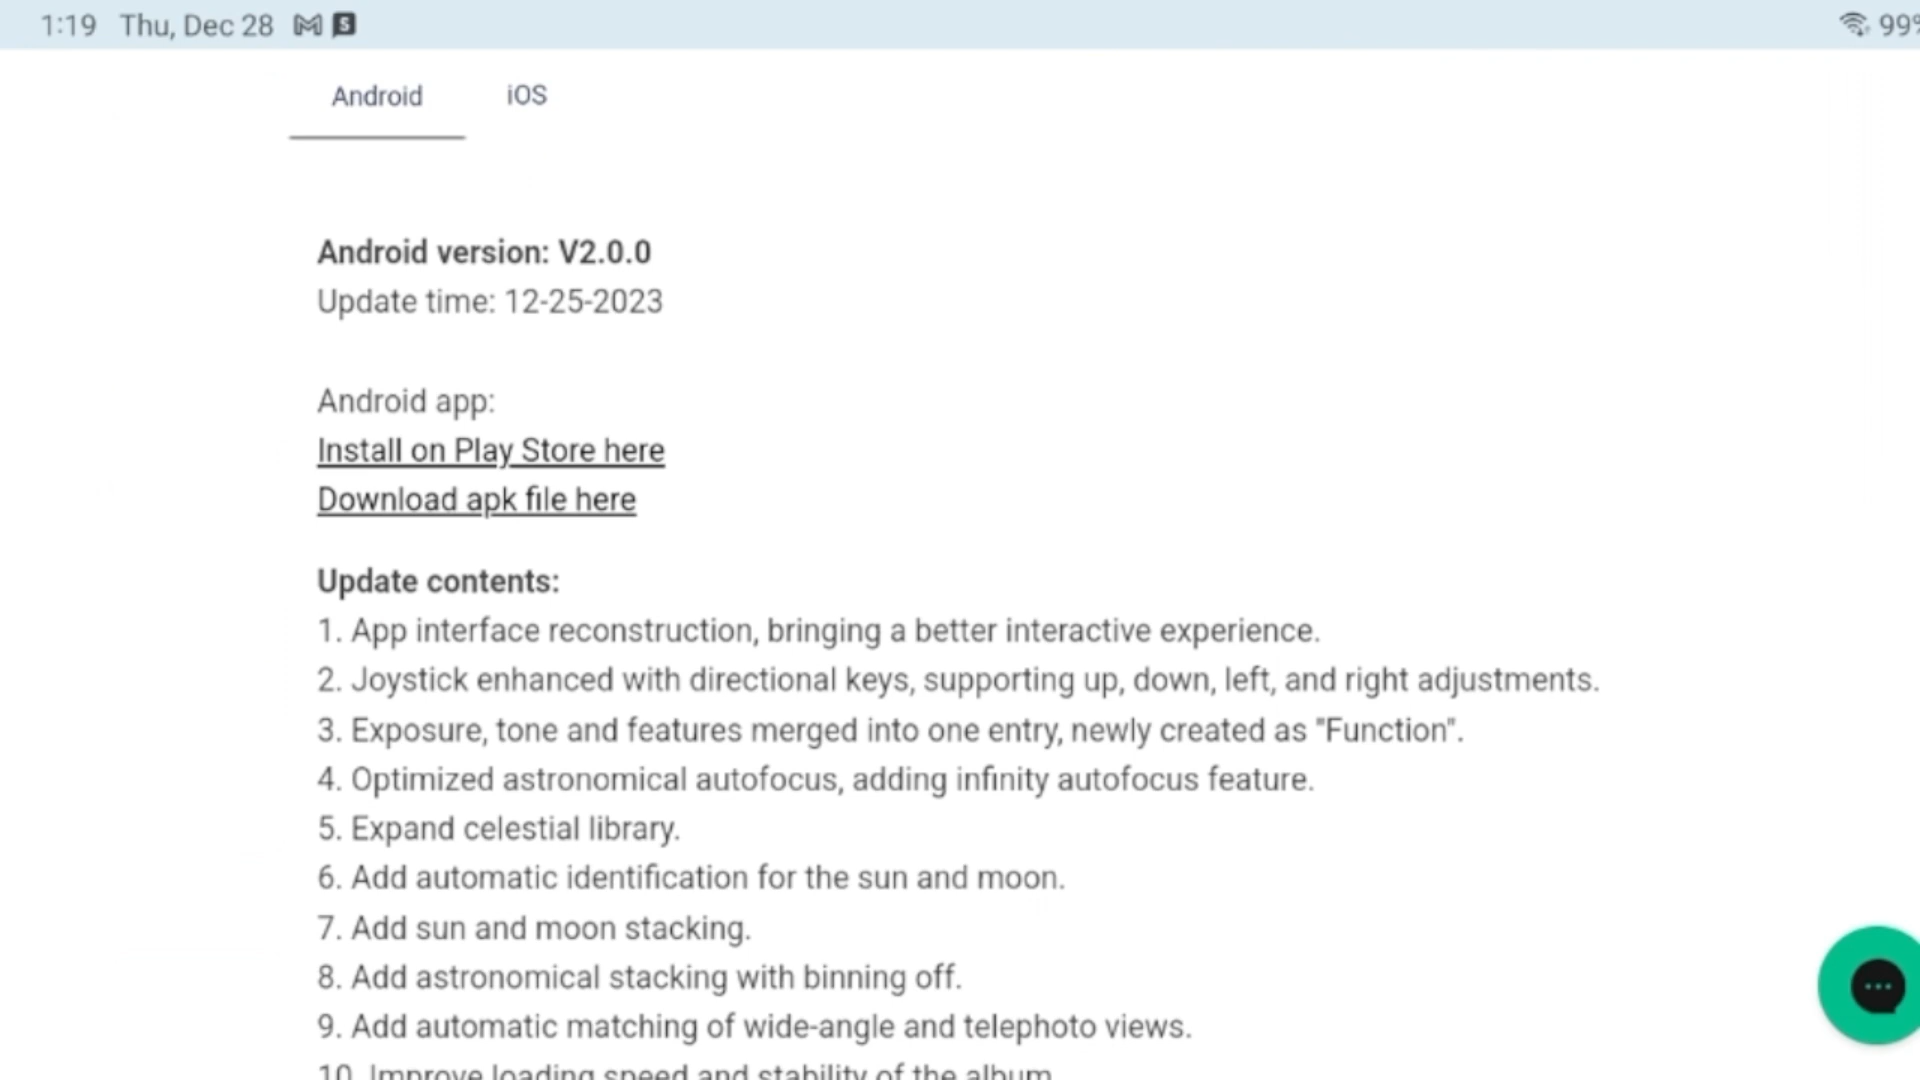 1:19 Thu, Dec 28
99%
Android iOS
Android version: V2.0.0
Update time: 12-25-2023
Android app:
Install on Play Store here
Download apk file here
Update contents:
1. App interface reconstruction, bringing a better interactive experience.
2. Joystick enhanced with directional keys, supporting up, down, left, and right adjustments.
3. Exposure, tone and features merged into one entry, newly created as "Function".
4. Optimized astronomical autofocus, adding infinity autofocus feature.
5. Expand celestial library.
6. Add automatic identification for the sun and moon.
7. Add sun and moon stacking.
8. Add astronomical stacking with binning off.
9. Add automatic matching of wide-angle and telephoto views.
10. Improve loading speed and stability of the album